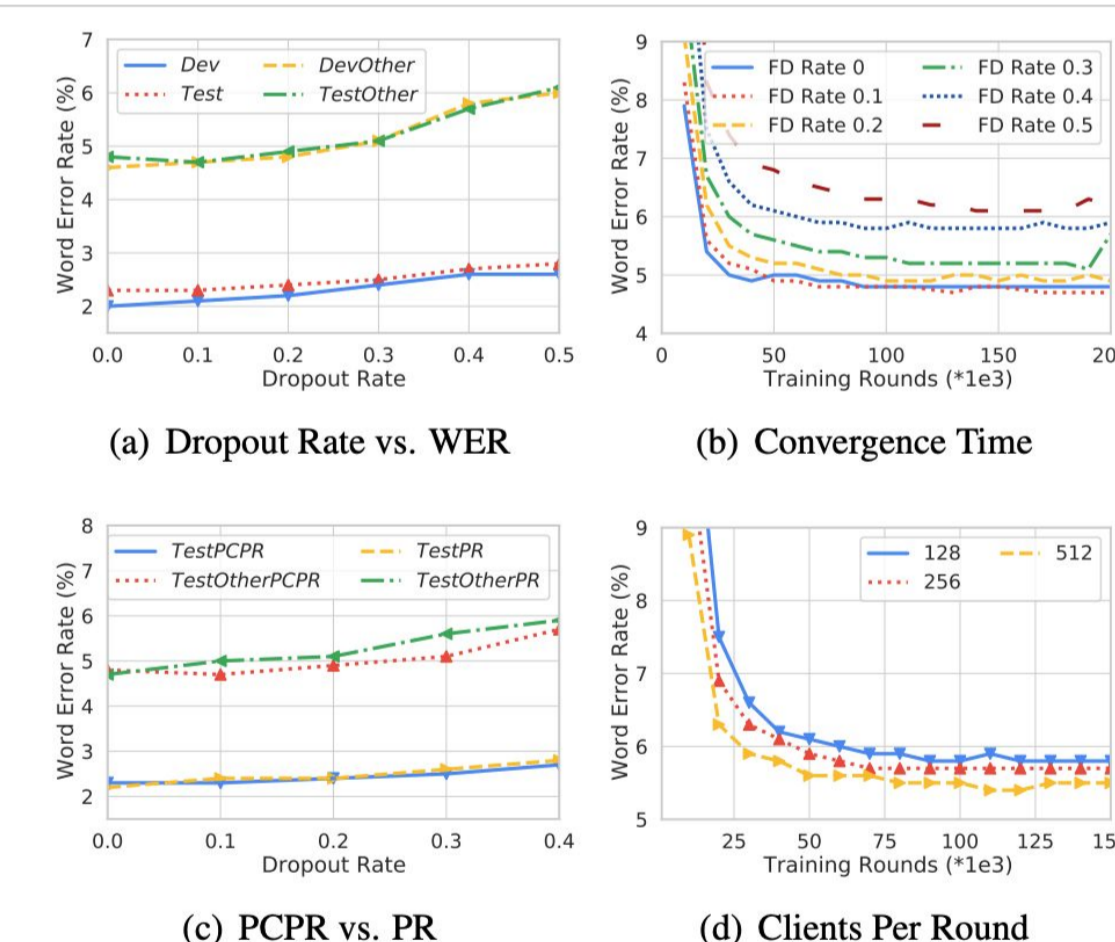 7
6
5
4
3
2
Word Error Rate (%)
Dev
Test
DevOther
TestOther
0.0 0.1 0.2 0.3 0.4 0.5
Dropout Rate
(a) Dropout Rate vs. WER
9
8
7
6
5
4
Word Error Rate (%)
FD Rate 0
FD Rate 0.1
FD Rate 0.2
FD Rate 0.3
FD Rate 0.4
FD Rate 0.5
0 50 100 150 20
Training Rounds (*1e3)
(b) Convergence Time
8
7
6
5
4
3
2
Word Error Rate (%)
TestPCPR
TestOtherPCPR
TestPR
TestOtherPR
0.0 0.1 0.2 0.3 0.4
Dropout Rate
(c) PCPR vs. PR
9
8
7
6
5
Word Error Rate (%)
128
256
512
25 50 75 100 125 15
Training Rounds (*1e3)
(d) Clients Per Round